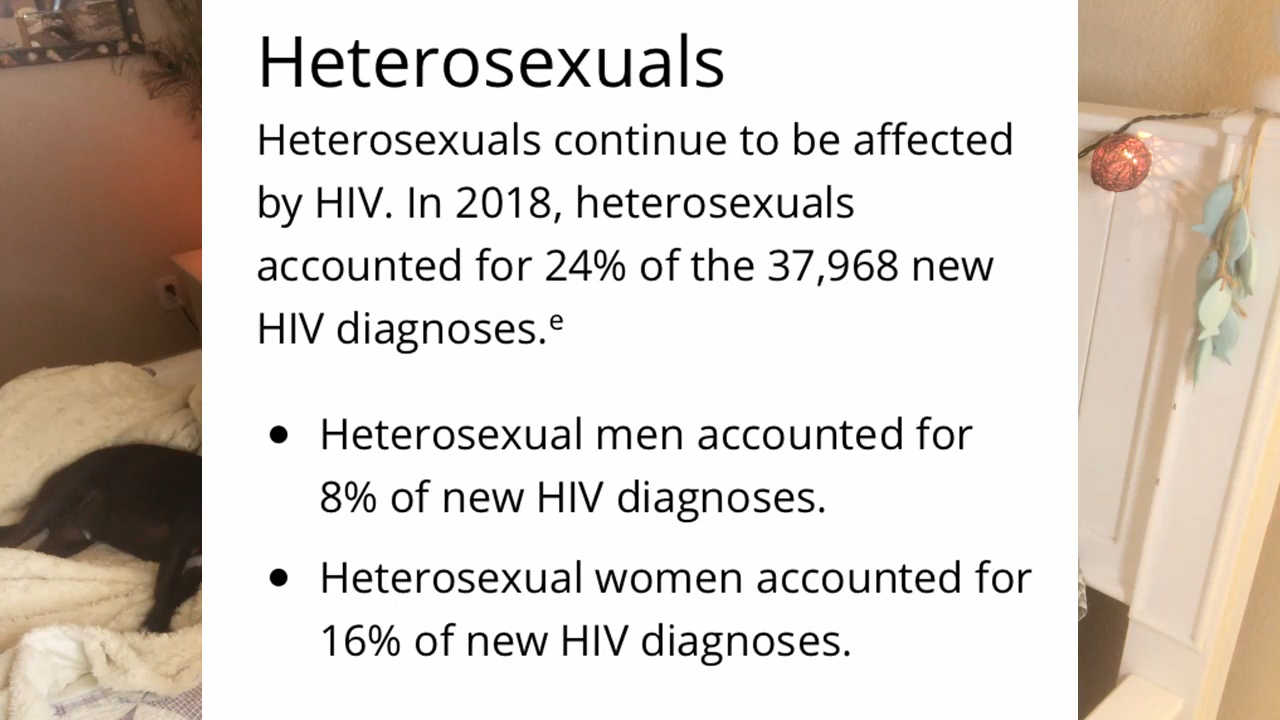 Heterosexuals
Heterosexuals continue to be affected
by HIV. In 2018, heterosexuals
accounted for 24% of the 37,968 new
HIV diagnoses.ᵉ
• Heterosexual men accounted for
8% of new HIV diagnoses.
• Heterosexual women accounted for
16% of new HIV diagnoses.